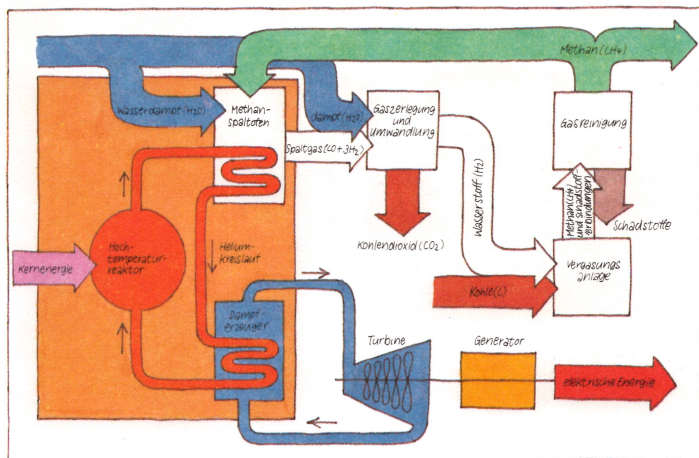 Methan(CH4)
Wasserdampf(H2O)
Methan-
spaltofen
dampf(H2O)
Gaszerlegung
und
Umwandlung
Gasreinigung
Spaltgas(CO+3H2)
Wasserstoff(H2)
Methan(CH4)
und Schadstoff-
verbindungen
Schadstoffe
Kohlendioxid(CO2)
Hoch-
temperatur-
reaktor
Helium-
kreislauf
Kernenergie
Vergasungs
anlage
Kohle(C)
Dampf-
erzeuger
Turbine
Generator
elektrische Energie